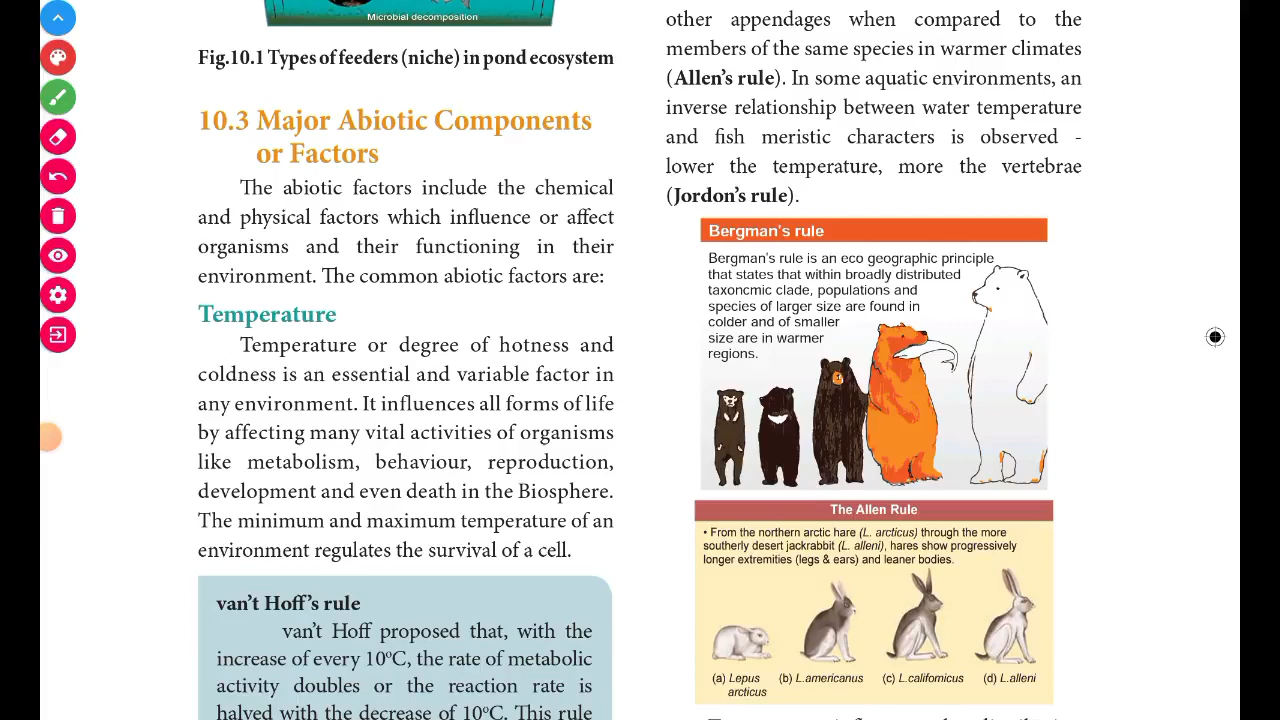 Microbial decomposition
Fig.10.1 Types of feeders (niche) in pond ecosystem
10.3 Major Abiotic Components
or Factors
The abiotic factors include the chemical
and physical factors which influence or affect
organisms and their functioning in their
environment. The common abiotic factors are:
Temperature
Temperature or degree of hotness and
coldness is an essential and variable factor in
any environment. It influences all forms of life
by affecting many vital activities of organisms
like metabolism, behaviour, reproduction,
development and even death in the Biosphere.
The minimum and maximum temperature of an
environment regulates the survival of a cell.
van't Hoff's rule
van't Hoff proposed that, with the
increase of every 10°C, the rate of metabolic
activity doubles or the reaction rate is
halved with the decrease of 10°C. This rule
other appendages when compared to the
members of the same species in warmer climates
(Allen's rule). In some aquatic environments, an
inverse relationship between water temperature
and fish meristic characters is observed -
lower the temperature, more the vertebrae
(Jordon's rule).
Bergman's rule
Bergman's rule is an eco geographic principle
that states that within broadly distributed
taxoncmic clade, populations and
species of larger size are found in
colder and of smaller
size are in warmer
regions.
The Allen Rule
• From the northern arctic hare (L. arcticus) through the more
southerly desert jackrabbit (L. alleni), hares show progressively
longer extremities (legs & ears) and leaner bodies.
(a) Lepus
arcticus
(b) L.americanus
(c) L.califomicus
(d) L.alleni